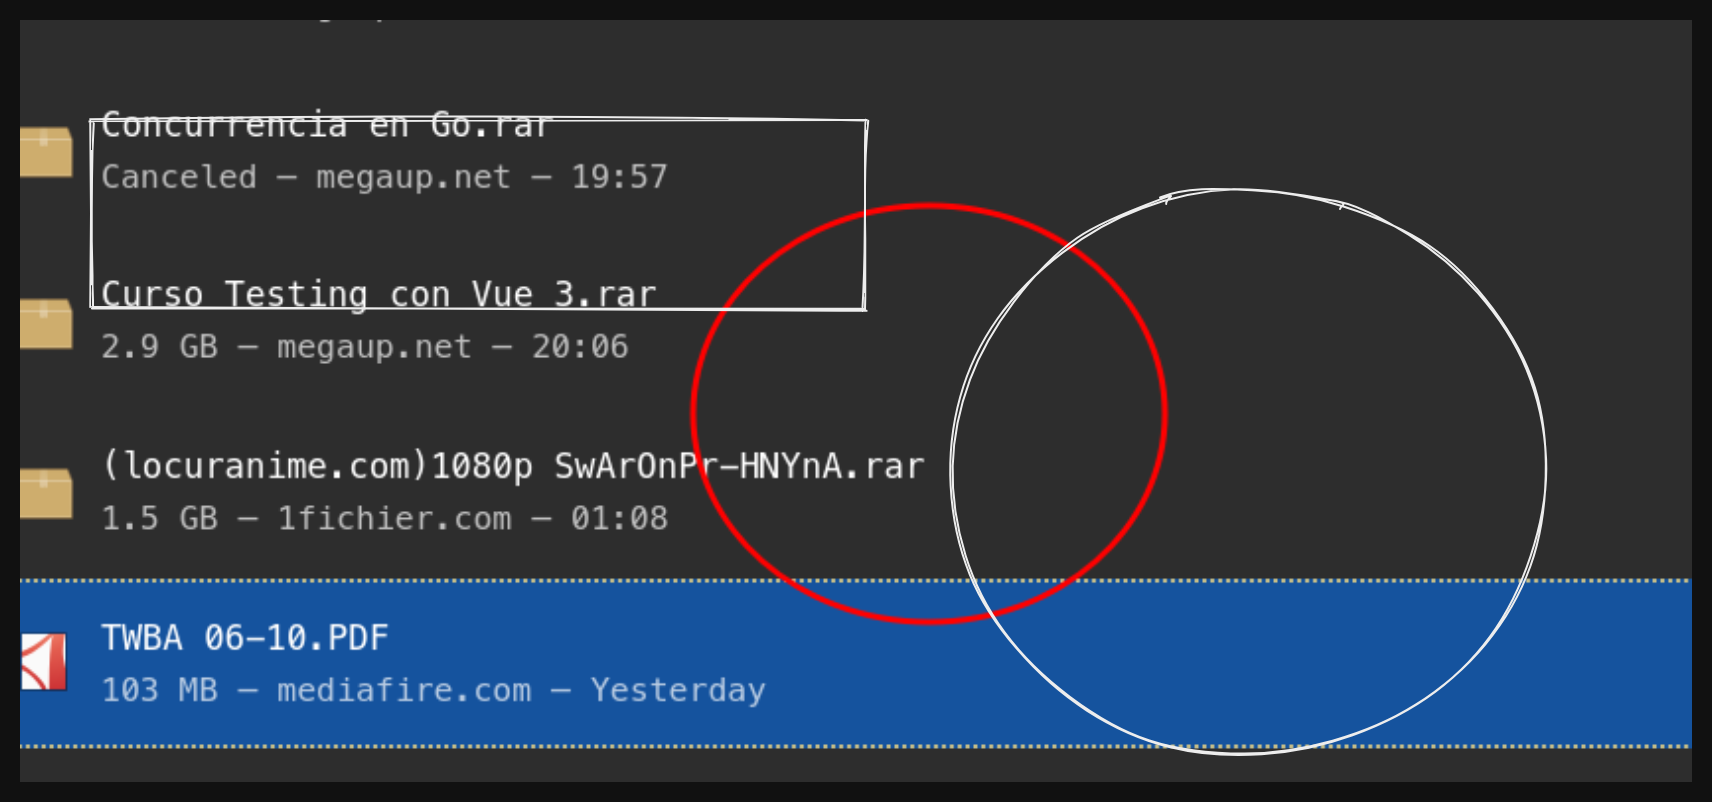 Concurrencia en Go.rar
Canceled — megaup.net — 19:57
Curso Testing con Vue 3.rar
2.9 GB — megaup.net — 20:06
(locuranime.com)1080p SwArOnPr-HNYnA.rar
1.5 GB — 1fichier.com — 01:08
TWBA 06-10.PDF
103 MB — mediafire.com — Yesterday